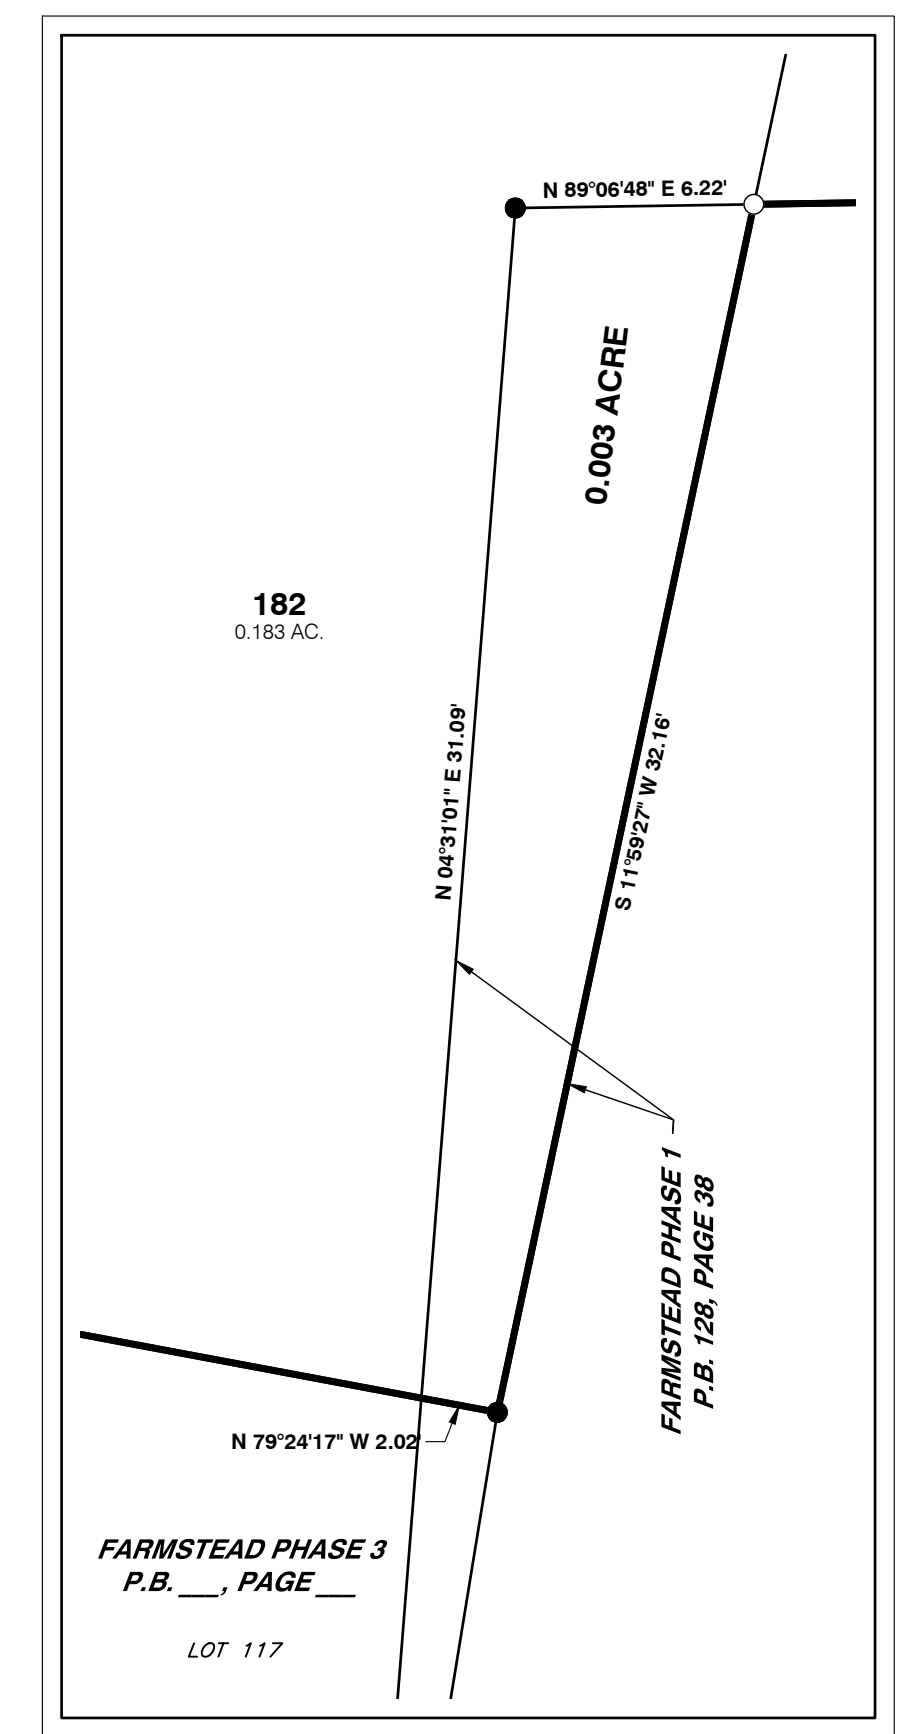 N 89°06'48" E 6.22'
0.003 ACRE
182
0.183 AC.
N 04°31'01" E 31.09'
S 11°59'27" W 32.16'
FARMSTEAD PHASE 1
P.B. 128, PAGE 38
N 79°24'17" W 2.02'
FARMSTEAD PHASE 3
P.B. ___, PAGE ___
LOT 117